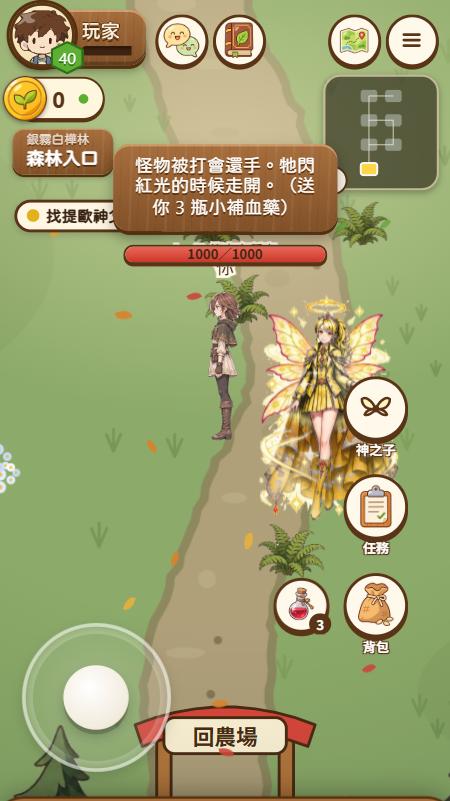 玩家
40
0
銀霧白樺林
森林入口
怪物被打會還手。牠閃
紅光的時候走開。（送
你 3 瓶小補血藥）
找提歐神
1000／1000
你
神之子
任務
3
背包
回農場